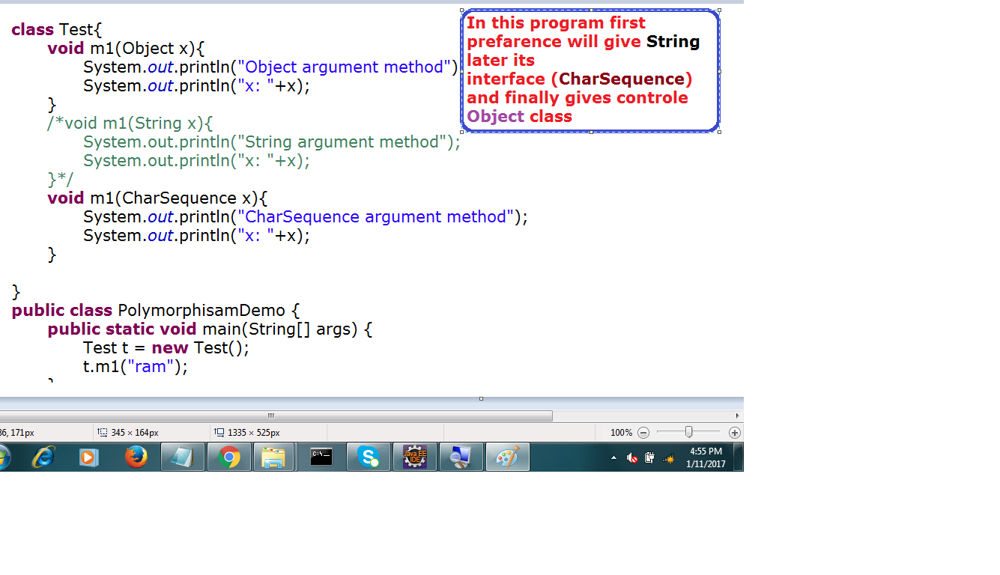 class Test{
void m1(Object x){
System.out.println("Object argument method")
System.out.println("x: "+x);
}
/*void m1(String x){
System.out.println("String argument method");
System.out.println("x: "+x);
}*/
void m1(CharSequence x){
System.out.println("CharSequence argument method");
System.out.println("x: "+x);
}
}
public class PolymorphisamDemo {
public static void main(String[] args) {
Test t = new Test();
t.m1("ram");
In this program first
prefarence will give String
later its
interface (CharSequence)
and finally gives controle
Object class
36, 171px
345 × 164px
1335 × 525px
100%
C:\_
Java EE
IDE
4:55 PM
1/11/2017